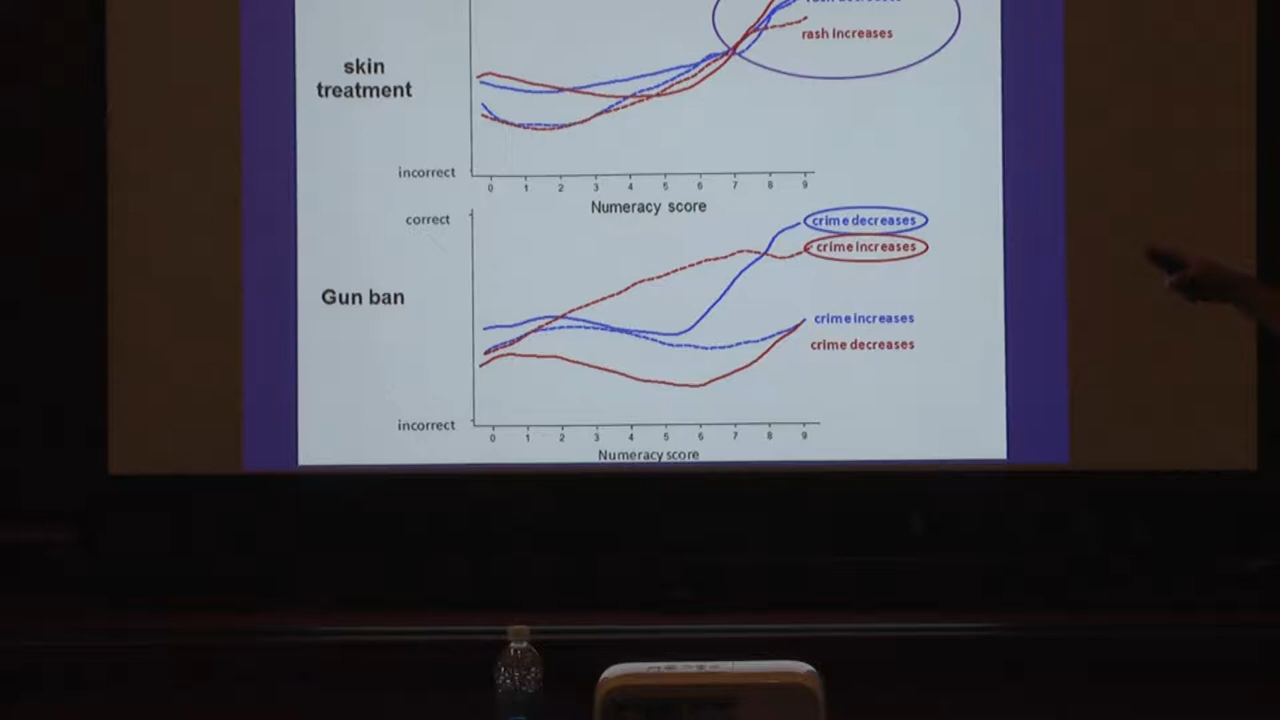 rash increases
skin
treatment
incorrect
0 1 2 3 4 5 6 7 8 9
Numeracy score
correct
crime decreases
crime increases
Gun ban
crime increases
crime decreases
incorrect
0 1 2 3 4 5 6 7 8 9
Numeracy score